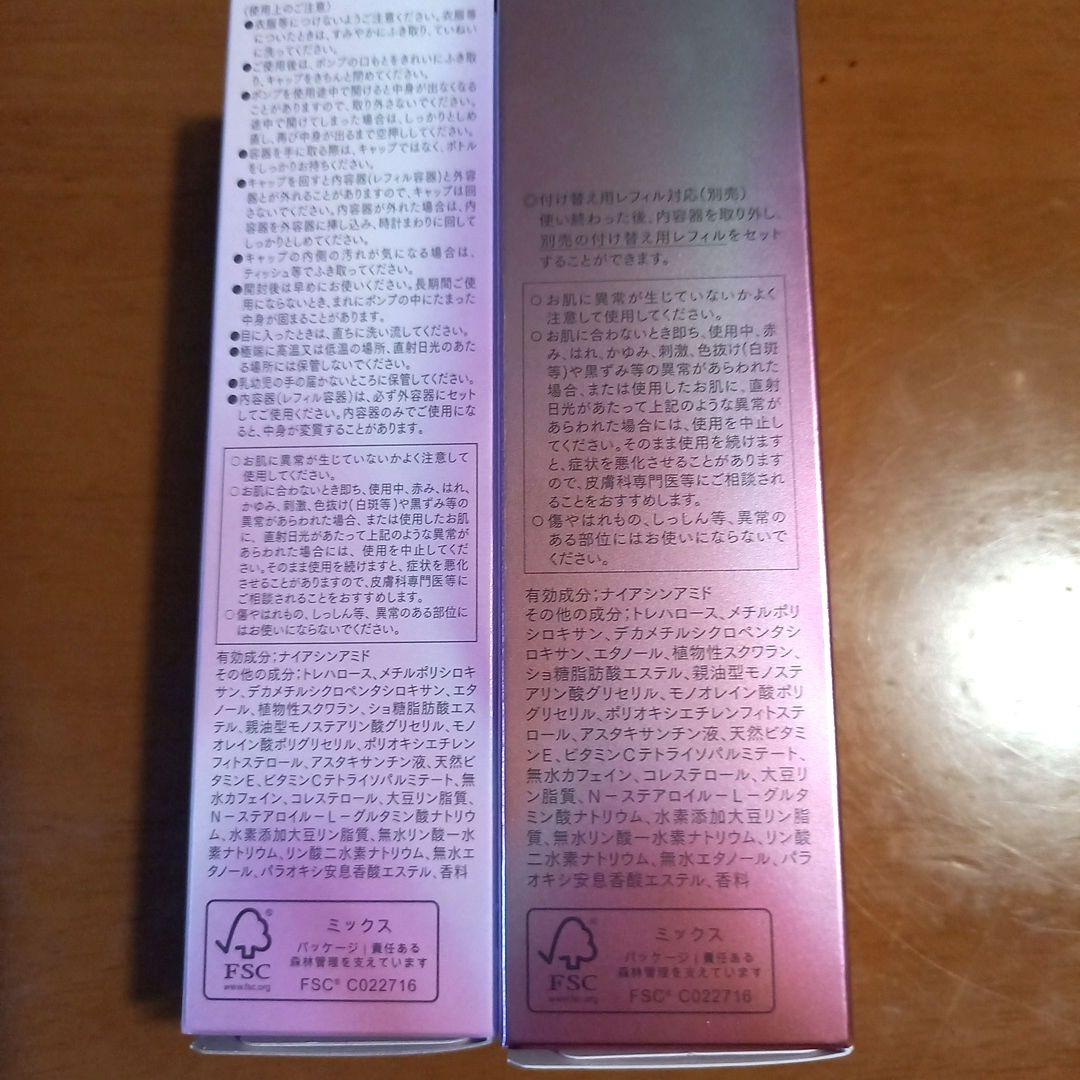 (使用上のご注意)
●衣服等につけないようご注意ください。衣服等
についたときは、すみやかにふき取り、ていねい
に洗ってください。
●ご使用後は、ポンプの口もとをきれいにふき取
り、キャップをきちんと閉めてください。
●ポンプを使用途中で開けると中身が出なくなる
ことがありますので、取り外さないでください。
途中で開けてしまった場合は、しっかりとしめ
直し、再び中身が出るまで空押ししてください。
●容器を手に取る際は、キャップではなく、ボトル
をしっかりお持ちください。
●キャップを回すと内容器(レフィル容器)と外容
器とが外れることがありますので、キャップは回
さないでください。内容器が外れた場合は、内
容器を外容器に挿し込み、時計まわりに回して
しっかりとしめてください。
●キャップの内側の汚れが気になる場合は、
ティッシュ等でふき取ってください。
●開封後は早めにお使いください。長期間ご使
用にならないとき、まれにポンプの中にたまった
中身が固まることがあります。
●目に入ったときは、直ちに洗い流してください。
●極端に高温又は低温の場所、直射日光のあた
る場所には保管しないでください。
●乳幼児の手の届かないところに保管してください。
●内容器(レフィル容器)は、必ず外容器にセット
してご使用ください。内容器のみでご使用にな
ると、中身が変質することがあります。
○お肌に異常が生じていないかよく注意して
使用してください。
○お肌に合わないとき即ち、使用中、赤み、はれ、
かゆみ、刺激、色抜け(白斑等)や黒ずみ等の
異常があらわれた場合、または使用したお肌
に、直射日光があたって上記のような異常が
あらわれた場合には、使用を中止してくださ
い。そのまま使用を続けますと、症状を悪化
させることがありますので、皮膚科専門医等に
ご相談されることをおすすめします。
○傷やはれもの、しっしん等、異常のある部位に
はお使いにならないでください。
有効成分;ナイアシンアミド
その他の成分;トレハロース、メチルポリシロキ
サン、デカメチルシクロペンタシロキサン、エタ
ノール、植物性スクワラン、ショ糖脂肪酸エス
テル、親油型モノステアリン酸グリセリル、モノ
オレイン酸ポリグリセリル、ポリオキシエチレン
フィトステロール、アスタキサンチン液、天然ビ
タミンE、ビタミンCテトライソパルミテート、無
水カフェイン、コレステロール、大豆リン脂質、
N-ステアロイル-L-グルタミン酸ナトリウ
ム、水素添加大豆リン脂質、無水リン酸一水
素ナトリウム、リン酸二水素ナトリウム、無水エ
タノール、パラオキシ安息香酸エステル、香料
FSC
www.fsc.org
ミックス
パッケージ|責任ある
森林管理を支えています
FSC® C022716
◎付け替え用レフィル対応(別売)
使い終わった後、内容器を取り外し、
別売の付け替え用レフィルをセット
することができます。
○お肌に異常が生じていないかよく
注意して使用してください。
○お肌に合わないとき即ち、使用中、赤
み、はれ、かゆみ、刺激、色抜け(白斑
等)や黒ずみ等の異常があらわれた
場合、または使用したお肌に、直射
日光があたって上記のような異常が
あらわれた場合には、使用を中止し
てください。そのまま使用を続けます
と、症状を悪化させることがあります
ので、皮膚科専門医等にご相談され
ることをおすすめします。
○傷やはれもの、しっしん等、異常の
ある部位にはお使いにならないで
ください。
有効成分;ナイアシンアミド
その他の成分;トレハロース、メチルポリ
シロキサン、デカメチルシクロペンタシ
ロキサン、エタノール、植物性スクワラン、
ショ糖脂肪酸エステル、親油型モノステ
アリン酸グリセリル、モノオレイン酸ポリ
グリセリル、ポリオキシエチレンフィトステ
ロール、アスタキサンチン液、天然ビタミ
ンE、ビタミンCテトライソパルミテート、
無水カフェイン、コレステロール、大豆リ
ン脂質、N-ステアロイル-L-グルタ
ミン酸ナトリウム、水素添加大豆リン脂
質、無水リン酸一水素ナトリウム、リン酸
二水素ナトリウム、無水エタノール、パラ
オキシ安息香酸エステル、香料
FSC
www.fsc.org
ミックス
パッケージ|責任ある
森林管理を支えています
FSC® C022716